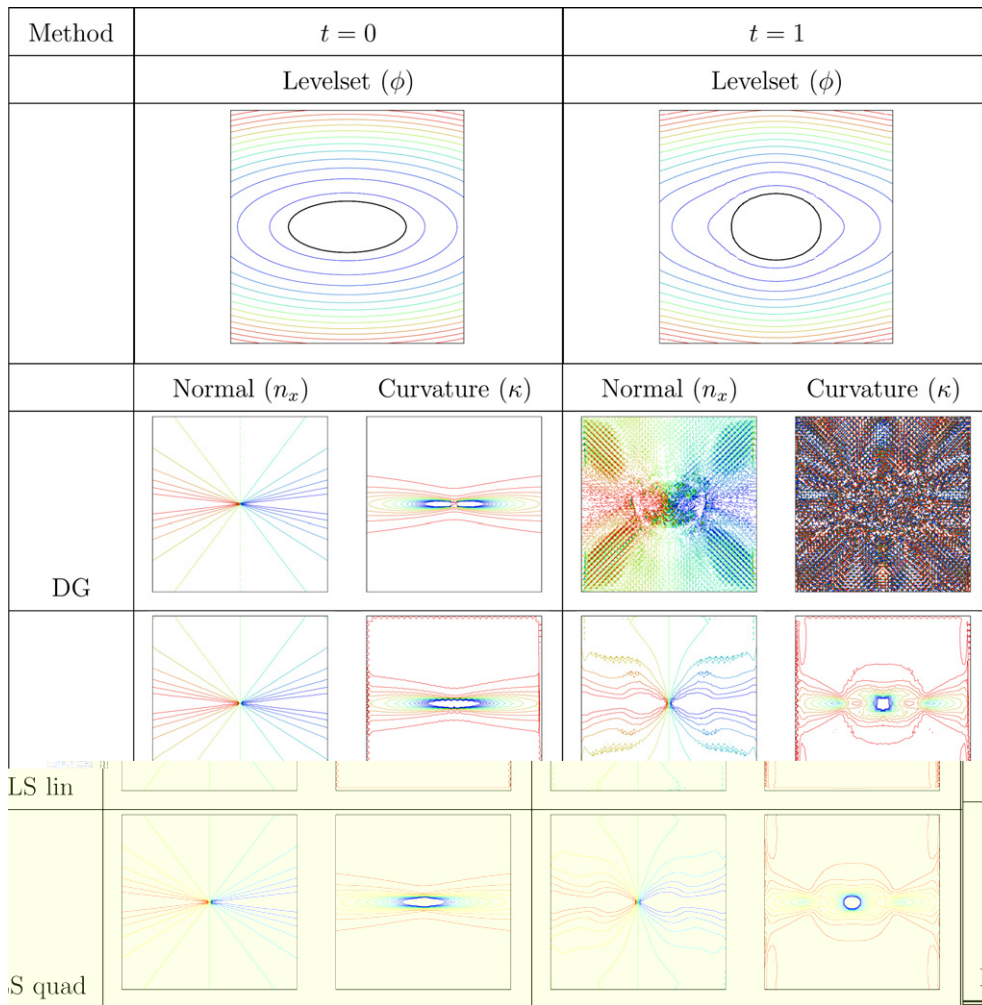 Method t = 0 t = 1
Levelset (ϕ) Levelset (ϕ)
Normal (n_x) Curvature (κ) Normal (n_x) Curvature (κ)
DG
LS lin
S quad